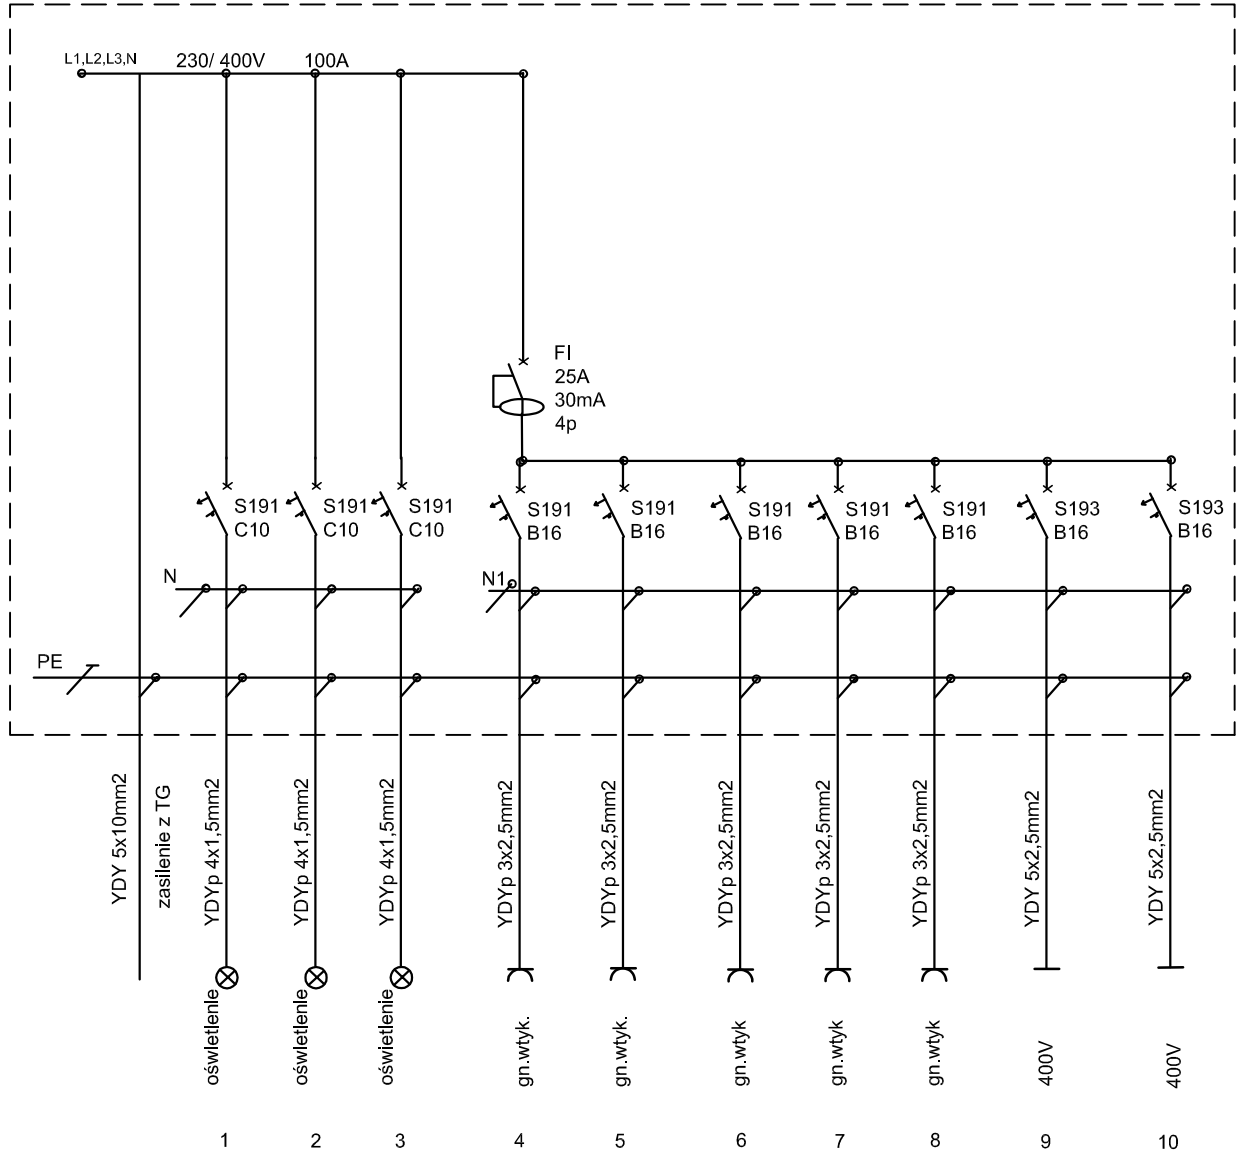 L1,L2,L3,N
230/ 400V
100A
FI
25A
30mA
4p
S191
C10
S191
C10
S191
C10
S191
B16
S191
B16
S191
B16
S191
B16
S191
B16
S193
B16
S193
B16
N
N1
PE
YDY 5x10mm2
zasilenie z TG
YDYp 4x1,5mm2
YDYp 4x1,5mm2
YDYp 4x1,5mm2
YDYp 3x2,5mm2
YDYp 3x2,5mm2
YDYp 3x2,5mm2
YDYp 3x2,5mm2
YDYp 3x2,5mm2
YDY 5x2,5mm2
YDY 5x2,5mm2
oświetlenie
oświetlenie
oświetlenie
gn.wtyk.
gn.wtyk.
gn.wtyk
gn.wtyk
gn.wtyk
400V
400V
1
2
3
4
5
6
7
8
9
10